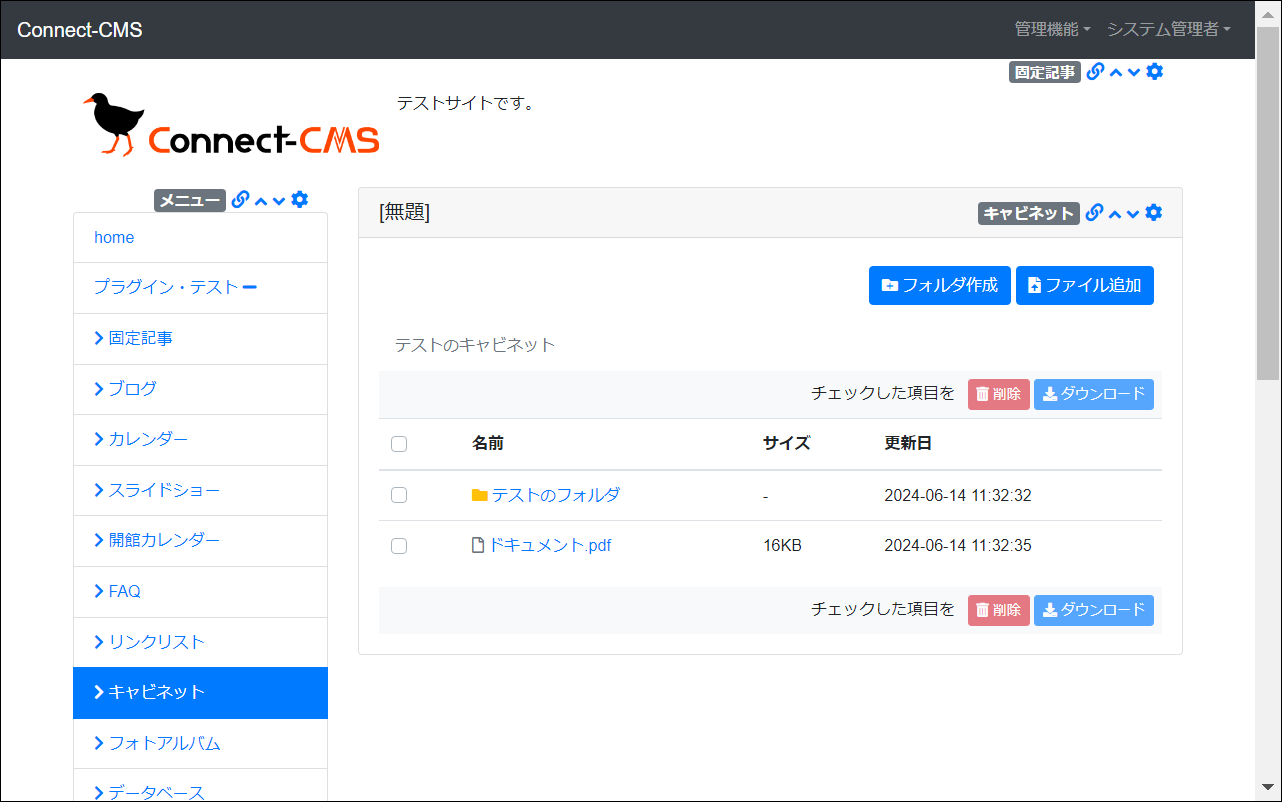 Connect-CMS
管理機能 システム管理者
固定記事
テストサイトです。
Connect-CMS
メニュー
home
プラグイン・テスト
固定記事
ブログ
カレンダー
スライドショー
開館カレンダー
FAQ
リンクリスト
キャビネット
フォトアルバム
データベース
[無題]
キャビネット
フォルダ作成 ファイル追加
テストのキャビネット
チェックした項目を 削除 ダウンロード
名前 サイズ 更新日
テストのフォルダ - 2024-06-14 11:32:32
ドキュメント.pdf 16KB 2024-06-14 11:32:35
チェックした項目を 削除 ダウンロード